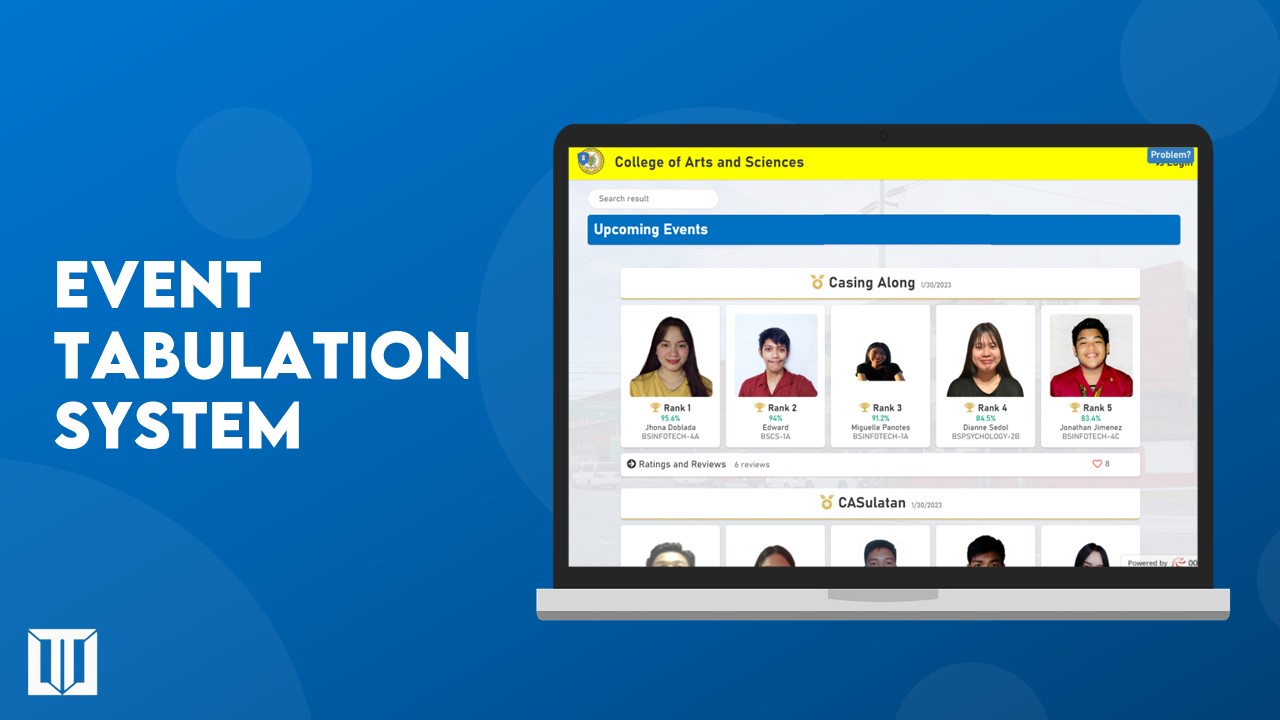 EVENT
TABULATION
SYSTEM
College of Arts and Sciences
Problem?
Login
Search result
Upcoming Events
Casing Along 1/30/2023
Rank 1
95.6%
Jhona Doblada
BSINFOTECH-4A
Rank 2
94%
Edward
BSCS-1A
Rank 3
91.2%
Miguelle Panotes
BSINFOTECH-1A
Rank 4
84.5%
Dianne Sedol
BSPSYCHOLOGY-2B
Rank 5
83.4%
Jonathan Jimenez
BSINFOTECH-4C
Ratings and Reviews 6 reviews
8
CASulatan 1/30/2023
Powered by